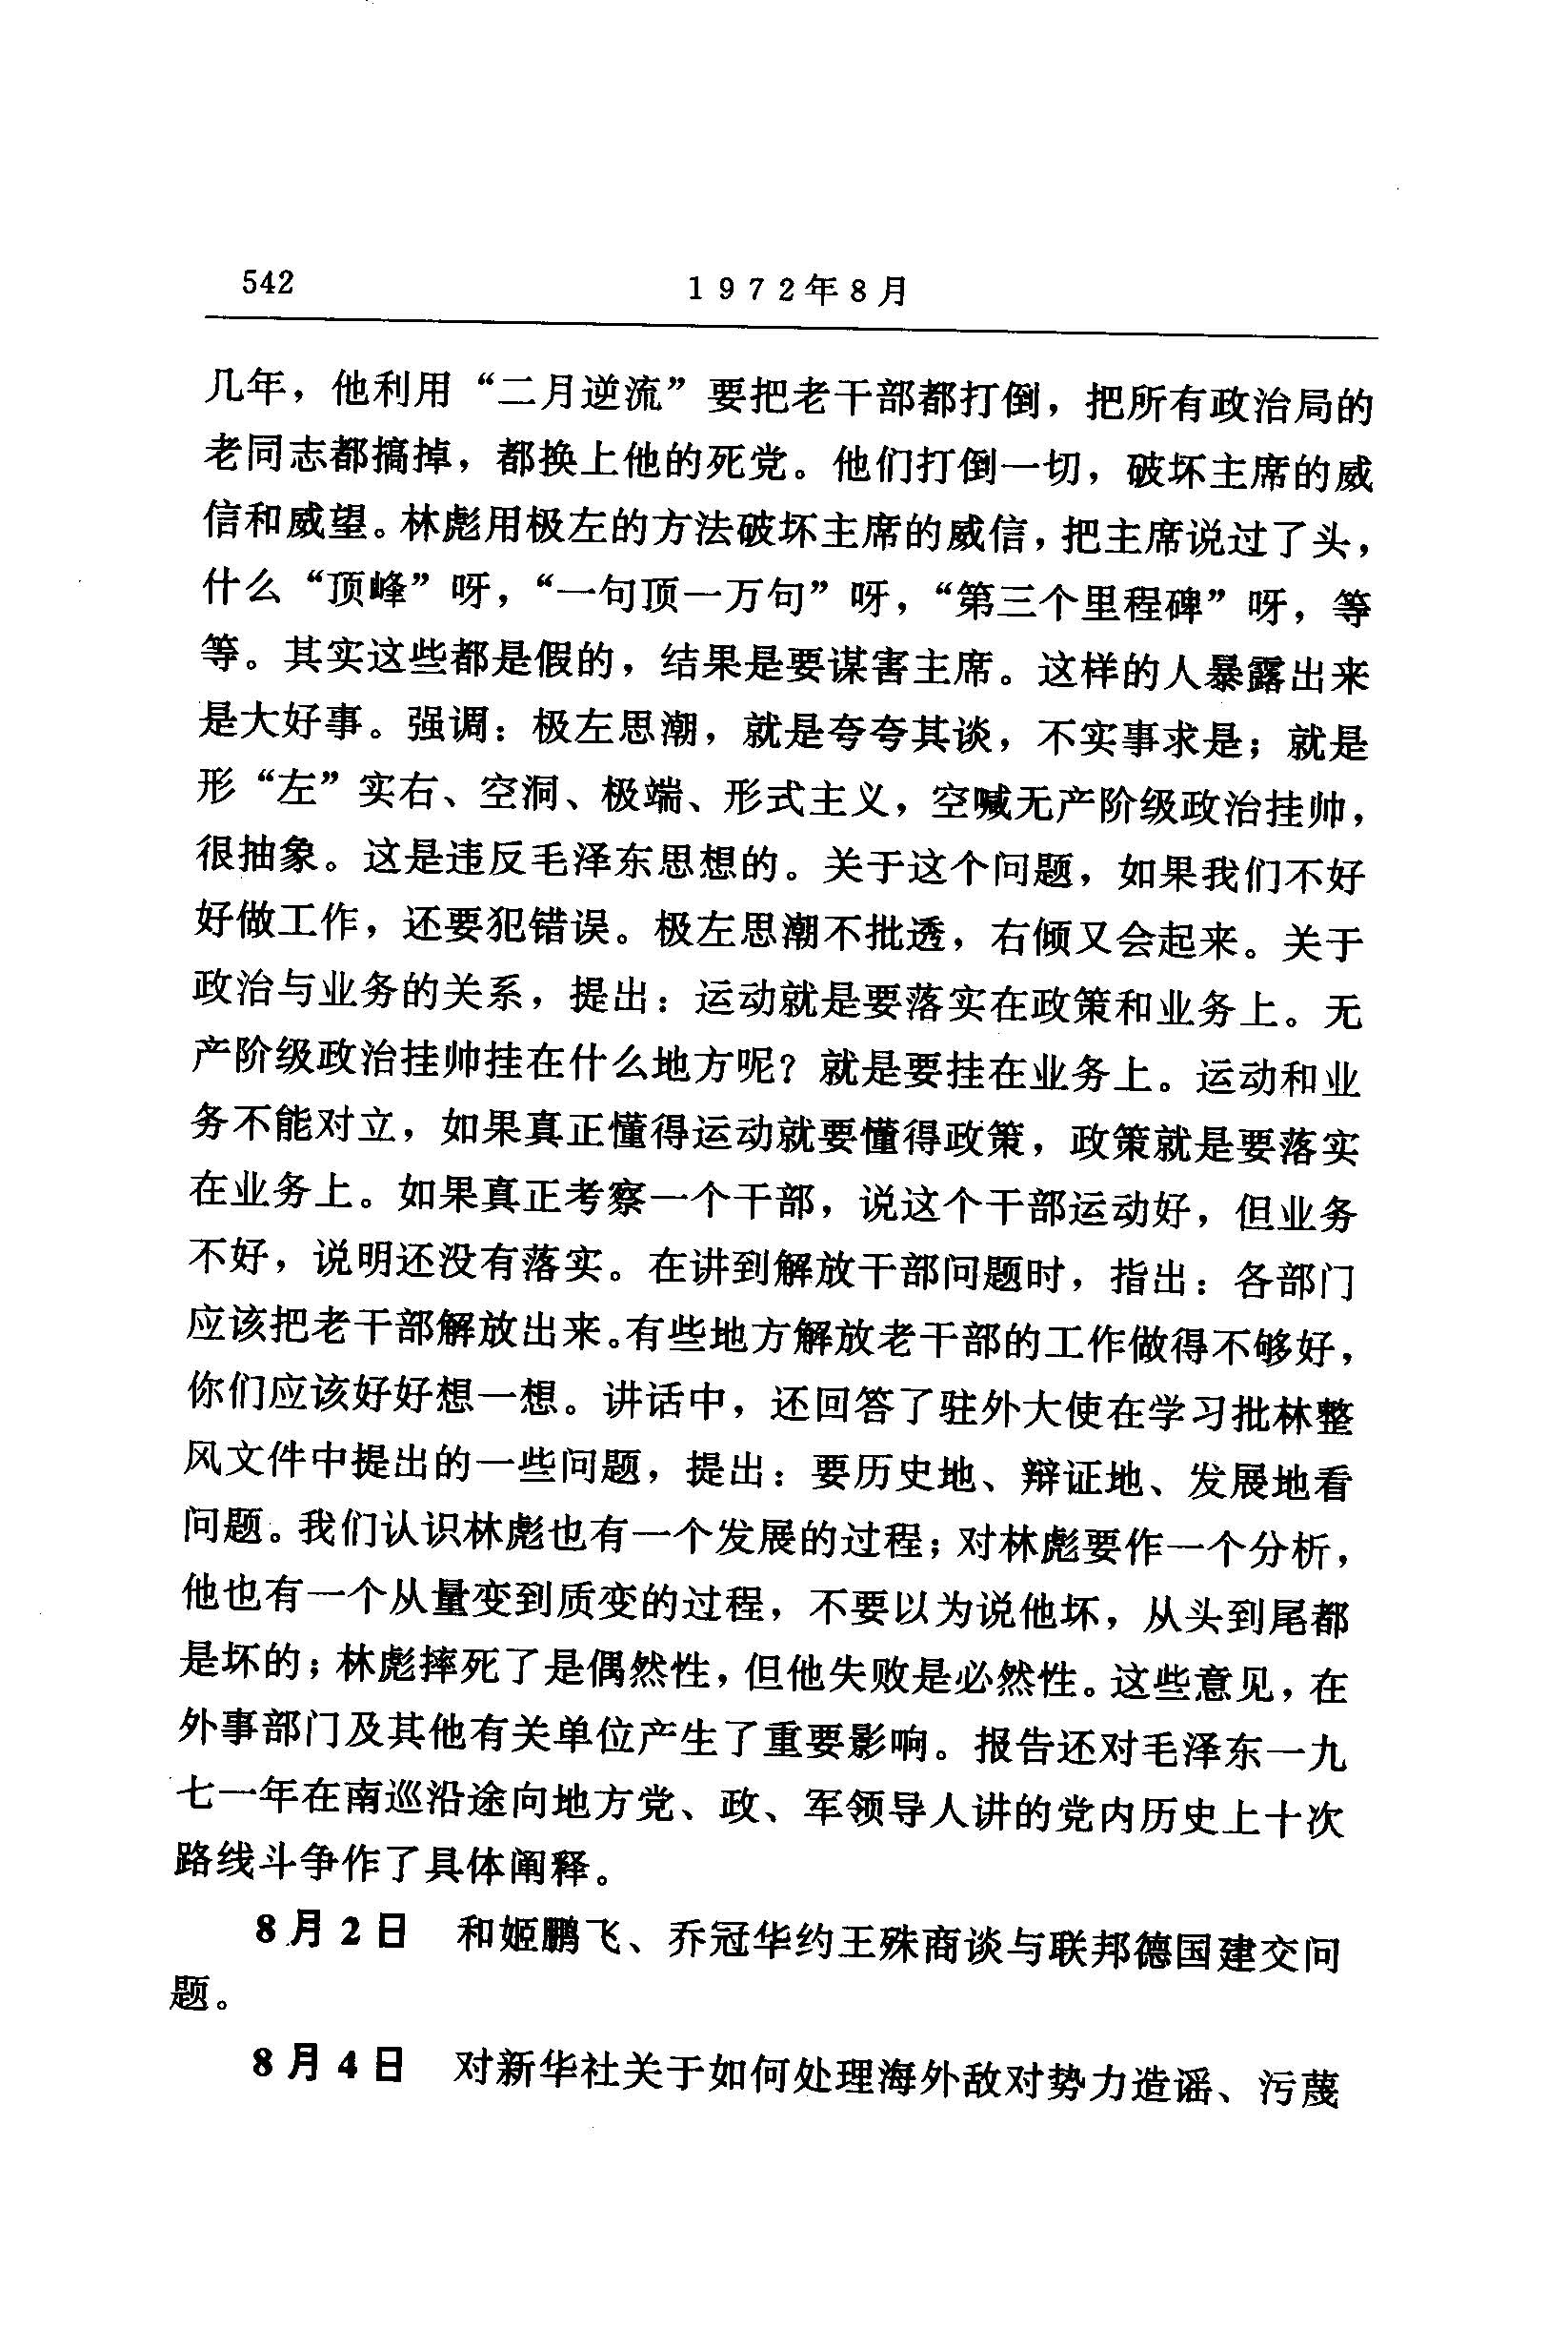 542
1972年8月
几年，他利用“二月逆流”要把老干部都打倒，把所有政治局的
老同志都搞掉，都换上他的死党。他们打倒一切，破坏主席的威
信和威望。林彪用极左的方法破坏主席的威信，把主席说过了头，
什么“顶峰”呀，“一句顶一万句”呀，“第三个里程碑”呀，等
等。其实这些都是假的，结果是要谋害主席。这样的人暴露出来
是大好事。强调：极左思潮，就是夸夸其谈，不实事求是；就是
形“左”实右、空洞、极端、形式主义，空喊无产阶级政治挂帅，
很抽象。这是违反毛泽东思想的。关于这个问题，如果我们不好
好做工作，还要犯错误。极左思潮不批透，右倾又会起来。关于
政治与业务的关系，提出：运动就是要落实在政策和业务上。无
产阶级政治挂帅挂在什么地方呢？就是要挂在业务上。运动和业
务不能对立，如果真正懂得运动就要懂得政策，政策就是要落实
在业务上。如果真正考察一个干部，说这个干部运动好，但业务
不好，说明还没有落实。在讲到解放干部问题时，指出：各部门
应该把老干部解放出来。有些地方解放老干部的工作做得不够好，
你们应该好好想一想。讲话中，还回答了驻外大使在学习批林整
风文件中提出的一些问题，提出：要历史地、辩证地、发展地看
问题。我们认识林彪也有一个发展的过程；对林彪要作一个分析，
他也有一个从量变到质变的过程，不要以为说他坏，从头到尾都
是坏的；林彪摔死了是偶然性，但他失败是必然性。这些意见，在
外事部门及其他有关单位产生了重要影响。报告还对毛泽东一九
七一年在南巡沿途向地方党、政、军领导人讲的党内历史上十次
路线斗争作了具体阐释。
8月2日 和姬鹏飞、乔冠华约王殊商谈与联邦德国建交问
题。
8月4日 对新华社关于如何处理海外敌对势力造谣、污蔑